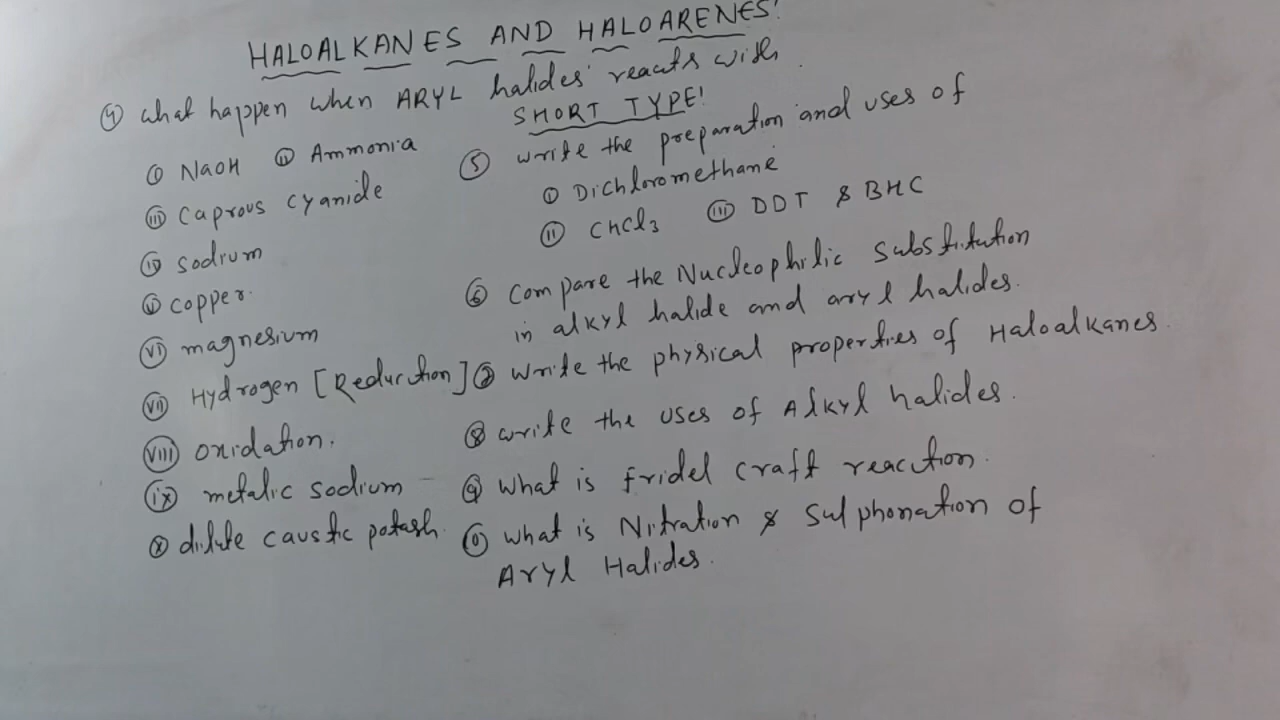 HALOALKANES AND HALOARENES!
④ What happen when ARYL halides reacts with.
SHORT TYPE!
ⓘ NaOH ⓘⓘ Ammonia
ⓘⓘⓘ Caprous Cyanide
ⓘⓥ Sodium
ⓥ Copper.
ⓥⓘ magnesium
ⓥⓘⓘ Hydrogen [Reduction]
ⓥⓘⓘⓘ oxidation.
ⓘⓧ metalic sodium
ⓧ dilute caustic potash.
⑤ Write the preparation and uses of
① Dichloromethane
⑪ CHCl3 ⓘⓘⓘ DDT & BHC
⑥ Compare the Nucleophilic Substitution
in alkyl halide and aryl halides.
⑦ Write the physical properties of Haloalkanes.
⑧ write the uses of Alkyl halides.
⑨ What is fridel craft reaction.
⑩ What is Nitration & Sulphonation of
Aryl Halides.